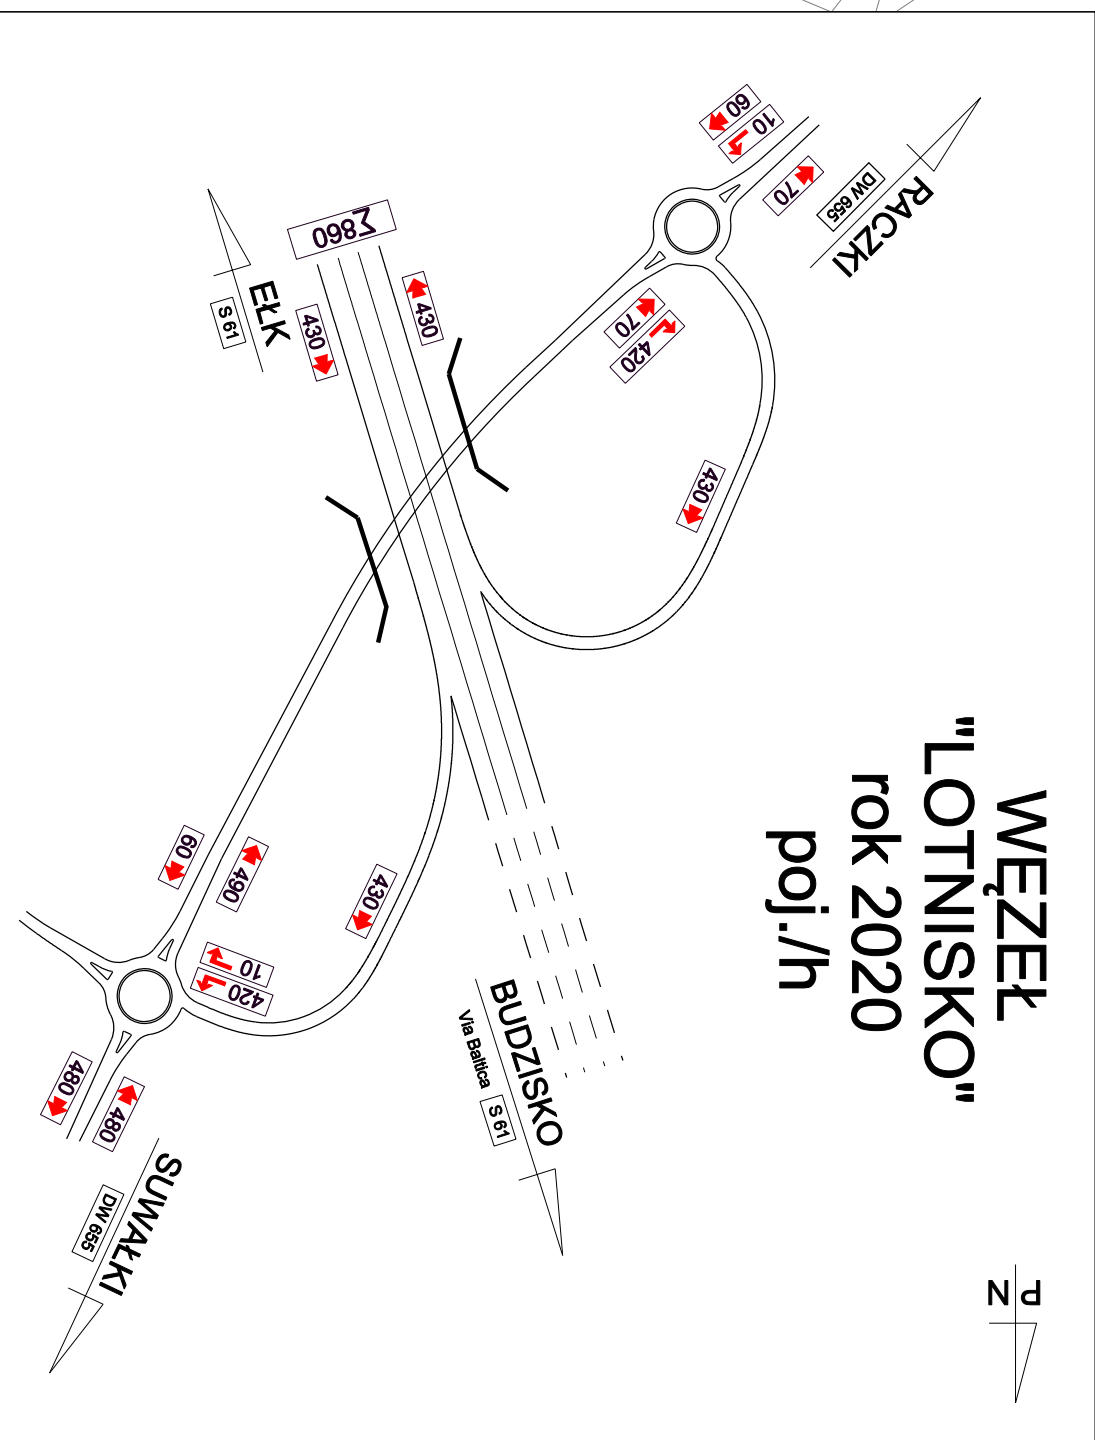 WĘZEŁ
"LOTNISKO"
rok 2020
poj./h
RACZKI
DW 655
60
10
70
70
420
430
Σ860
430
430
EŁK
S 61
60
490
430
10
420
480
480
BUDZISKO
Via Baltica
S 61
SUWAŁKI
DW 655
PN